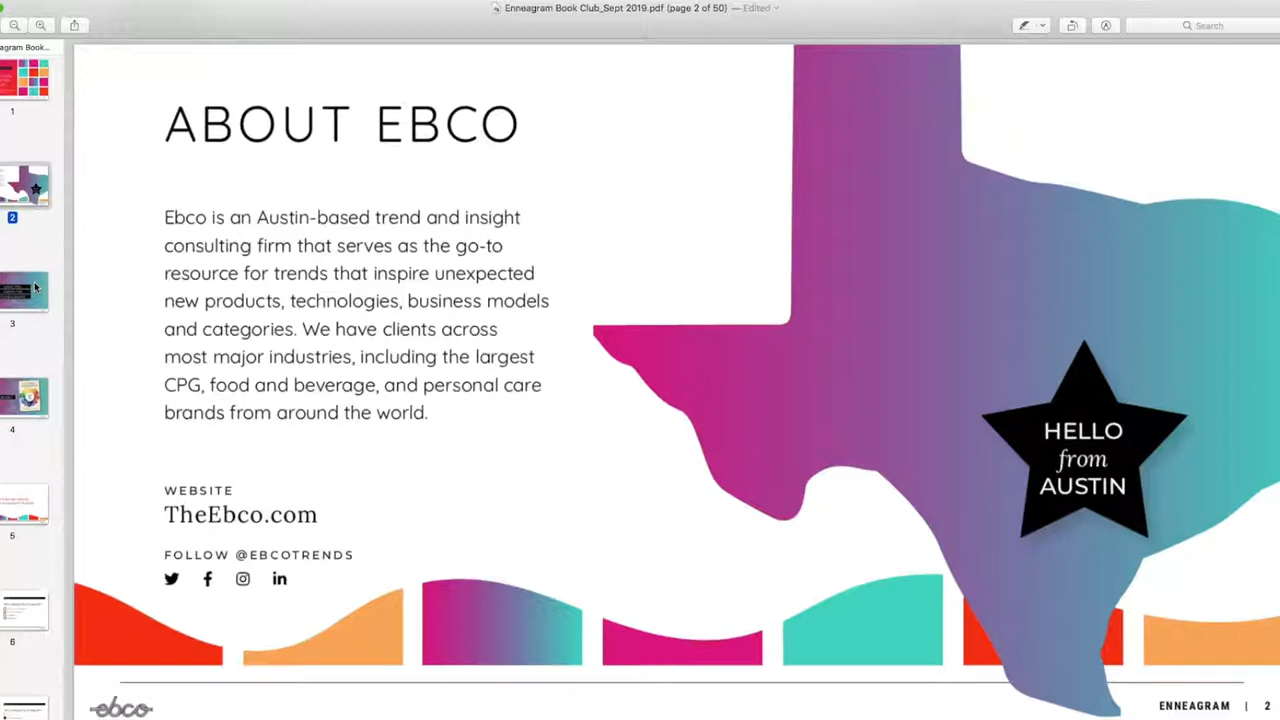 Enneagram Book Club_Sept 2019.pdf (page 2 of 50) — Edited
Search
agram Book...
1
2
3
4
5
6
ABOUT EBCO
Ebco is an Austin-based trend and insight
consulting firm that serves as the go-to
resource for trends that inspire unexpected
new products, technologies, business models
and categories. We have clients across
most major industries, including the largest
CPG, food and beverage, and personal care
brands from around the world.
WEBSITE
TheEbco.com
FOLLOW @EBCOTRENDS
HELLO
from
AUSTIN
ebco
ENNEAGRAM | 2